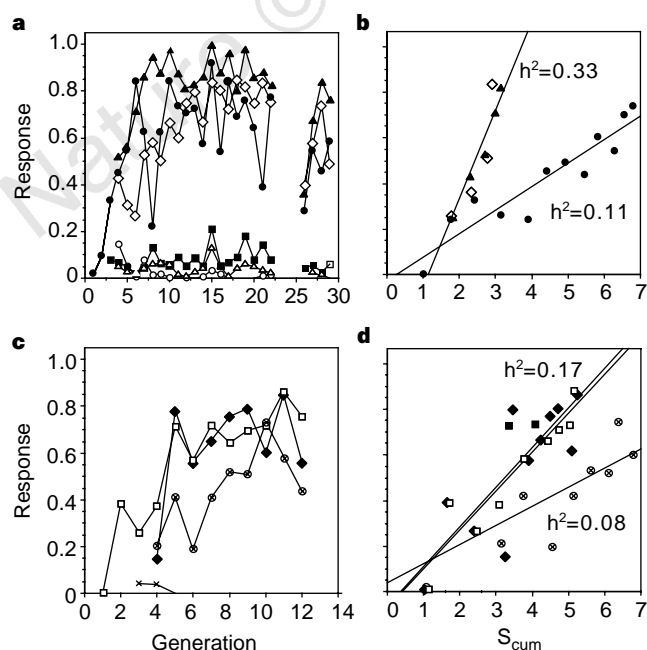 Nature ©
a
Response
1.0
0.8
0.6
0.4
0.2
0
0 5 10 15 20 25 30
b
h²=0.33
h²=0.11
0 1 2 3 4 5 6 7
c
Response
1.0
0.8
0.6
0.4
0.2
0.0
0 2 4 6 8 10 12 14
Generation
d
h²=0.17
h²=0.08
0 1 2 3 4 5 6 7
S_cum